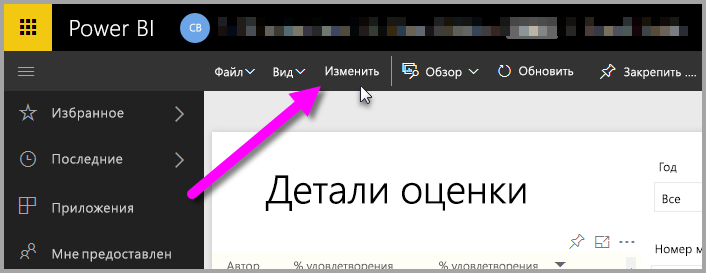 Power BI CB
Файл Вид Изменить Обзор Обновить Закрепить ....
Избранное
Последние
Приложения
Мне предоставлен
Детали оценки
Год
Все
Номер м
Автор % удовлетворения % удовлетворения